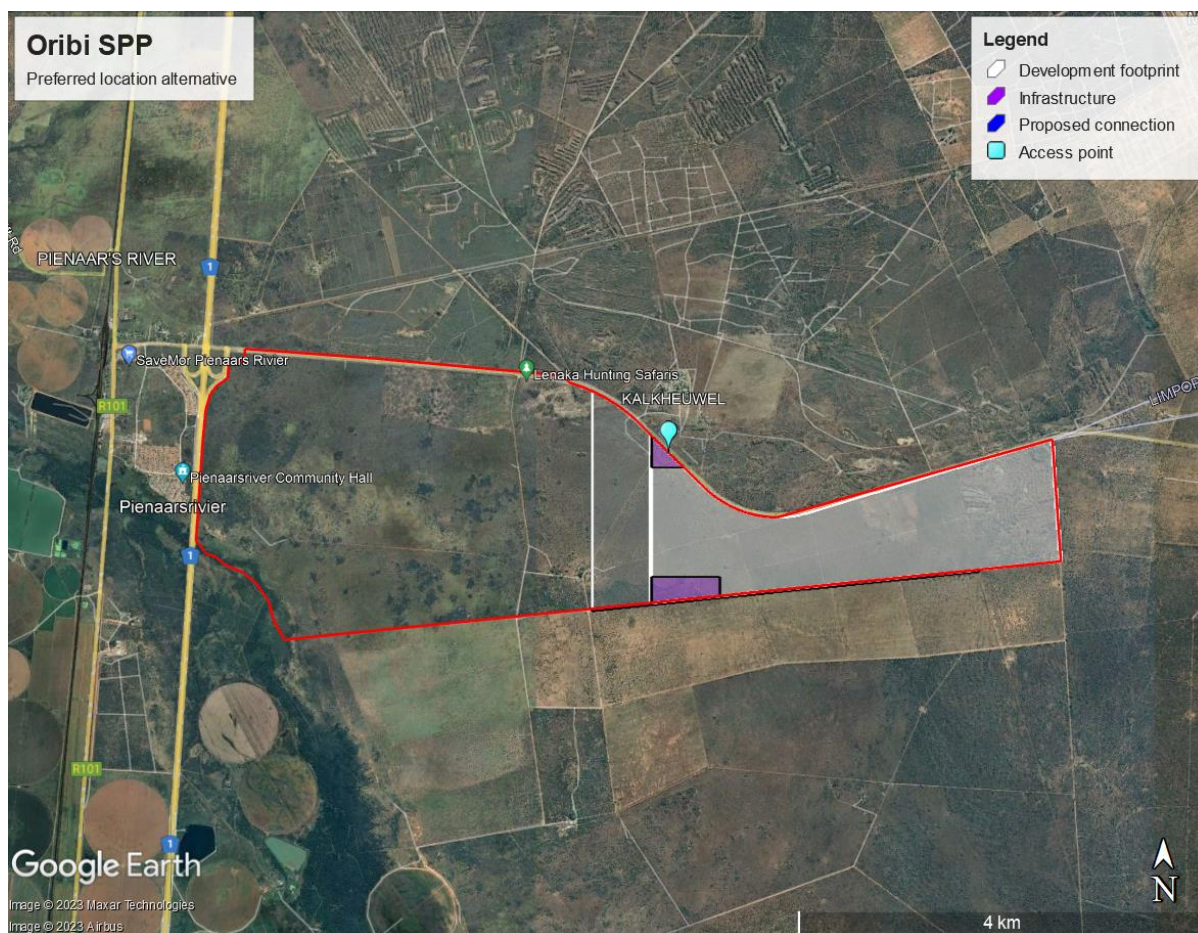 Oribi SPP
Preferred location alternative
Legend
Development footprint
Infrastructure
Proposed connection
Access point
PIENAAR'S RIVER
1
SaveMor Pienaars Rivier
Lenaka Hunting Safaris
KALKHEUWEL
R101
Pienaarsriver Community Hall
Pienaarsrivier
1
R101
1
Google Earth
Image © 2023 Maxar Technologies
Image © 2023 Airbus
4 km
N